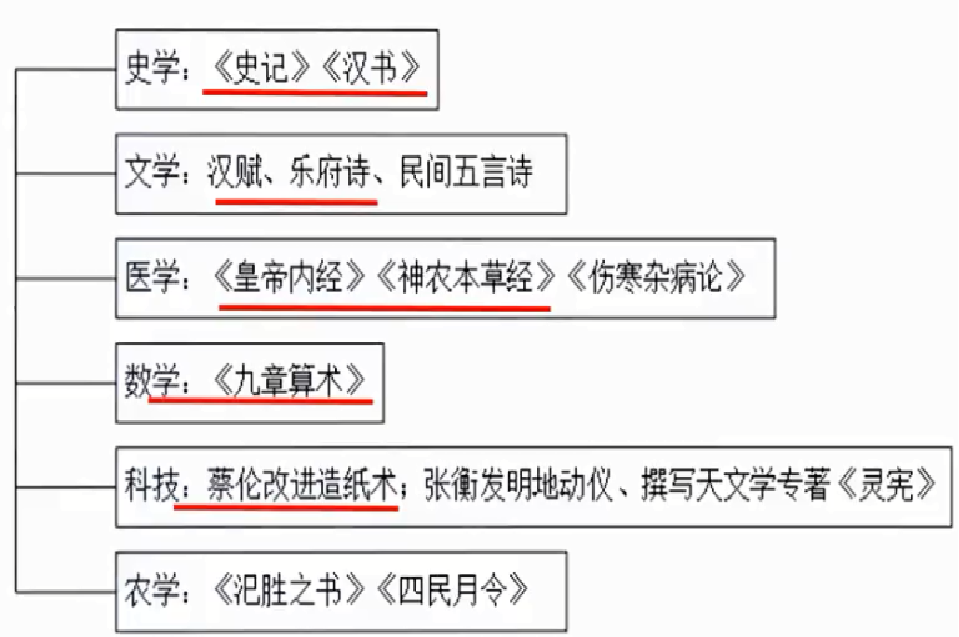 史学：《史记》《汉书》
文学：汉赋、乐府诗、民间五言诗
医学：《皇帝内经》《神农本草经》《伤寒杂病论》
数学：《九章算术》
科技：蔡伦改进造纸术；张衡发明地动仪、撰写天文学专著《灵宪》
农学：《汜胜之书》《四民月令》